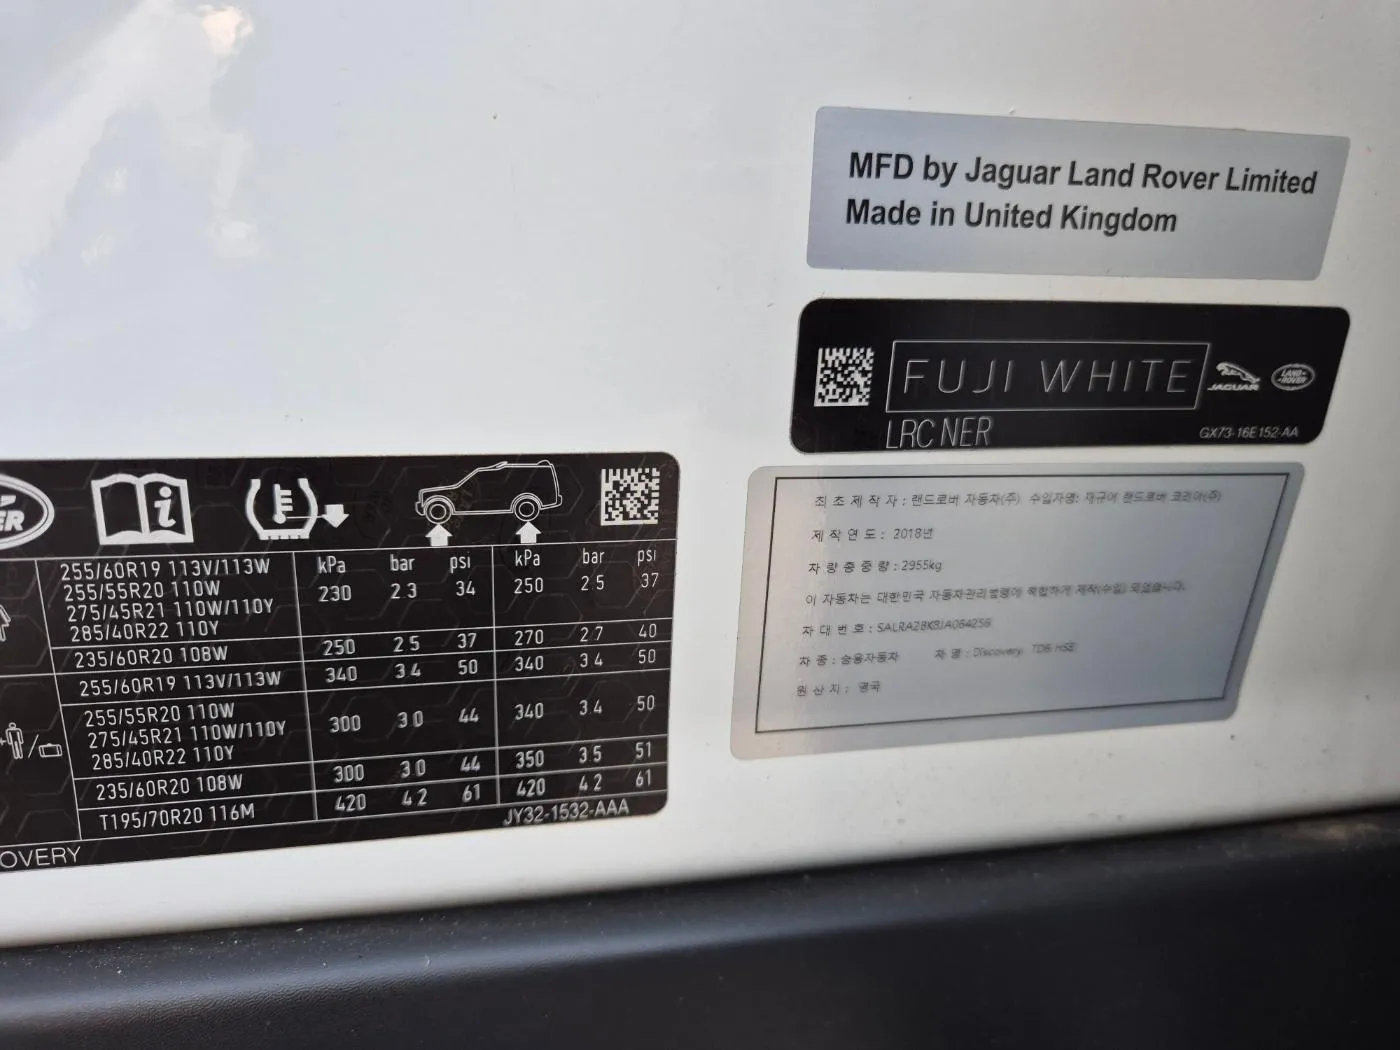 MFD by Jaguar Land Rover Limited
Made in United Kingdom
FUJI WHITE
JAGUAR
LAND-
ROVER
LRC NER
GX73-16E152-AA
최초제작자 : 랜드로버 자동차(주) 수입자명: 재규어 랜드로버 코리아(주)
제작연도 : 2018년
차량총중량 : 2955kg
이 자동차는 대한민국 자동차관리법령에 적합하게 제작(수입) 되었습니다.
차대번호 : SALRA2BK8JA064256
차종 : 승용자동차 차명 : Discovery TD6 HSE
원산지 : 영국
ER
kPa bar psi kPa bar psi
255/60R19 113V/113W
255/55R20 110W
275/45R21 110W/110Y
285/40R22 110Y
230 2.3 34 250 2.5 37
235/60R20 108W 250 2.5 37 270 2.7 40
255/60R19 113V/113W 340 3.4 50 340 3.4 50
255/55R20 110W
275/45R21 110W/110Y
285/40R22 110Y
300 3.0 44 340 3.4 50
235/60R20 108W 300 3.0 44 350 3.5 51
T195/70R20 116M 420 4.2 61 420 4.2 61
JY32-1532-AAA
OVERY